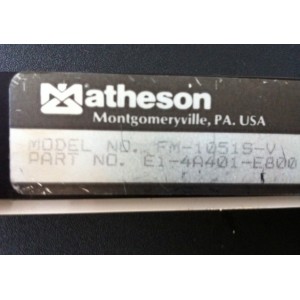 Matheson
Montgomeryville, PA. USA
MODEL NO. FM-1051S-V
PART NO. E1-4A401-E800